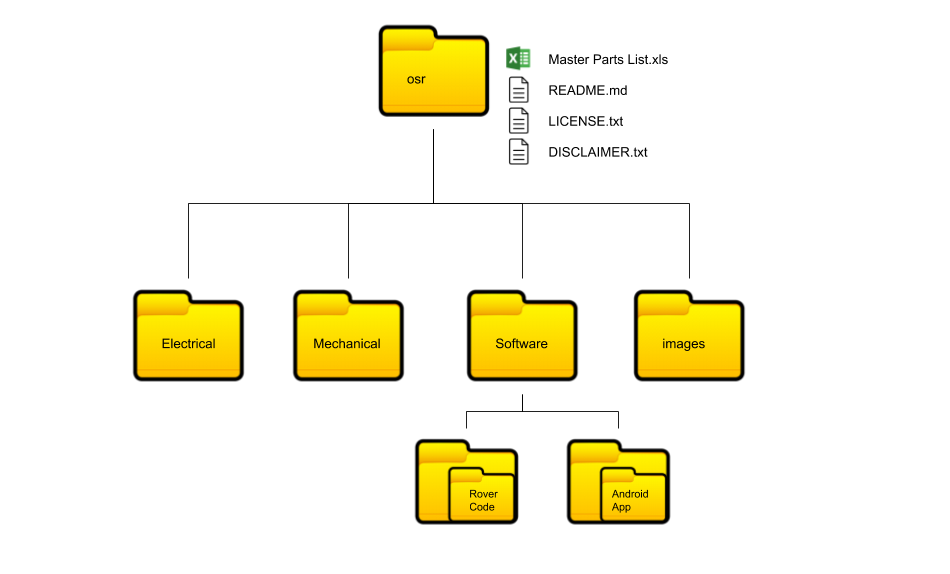 osr
X
Master Parts List.xls
README.md
LICENSE.txt
DISCLAIMER.txt
Electrical
Mechanical
Software
images
Rover
Code
Android
App